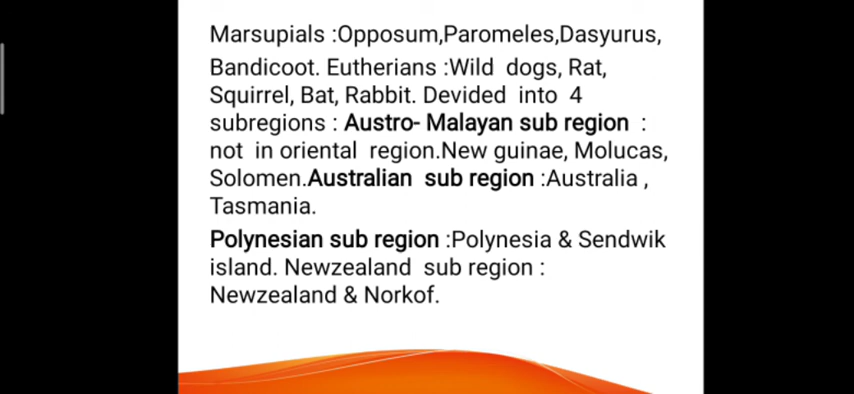 Marsupials :Opposum,Paromeles,Dasyurus,
Bandicoot. Eutherians :Wild dogs, Rat,
Squirrel, Bat, Rabbit. Devided into 4
subregions : Austro- Malayan sub region :
not in oriental region.New guinae, Molucas,
Solomen.Australian sub region :Australia ,
Tasmania.
Polynesian sub region :Polynesia & Sendwik
island. Newzealand sub region :
Newzealand & Norkof.